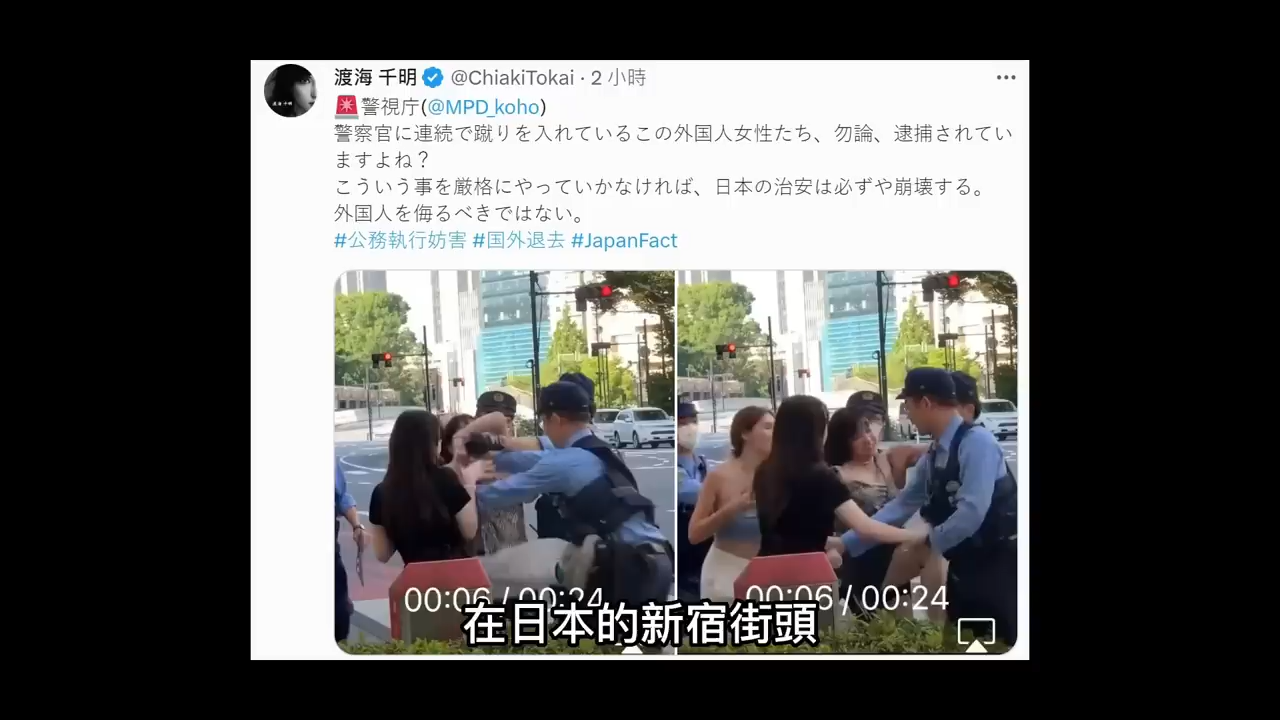 渡海 千明 @ChiakiTokai · 2 小時
渡海 千明
🚨警視庁(@MPD_koho)
警察官に連続で蹴りを入れているこの外国人女性たち、勿論、逮捕されてい
ますよね？
こういう事を厳格にやっていかなければ、日本の治安は必ずや崩壊する。
外国人を侮るべきではない。
#公務執行妨害 #国外退去 #JapanFact
00:06 / 00:24
00:06 / 00:24
在日本的新宿街頭